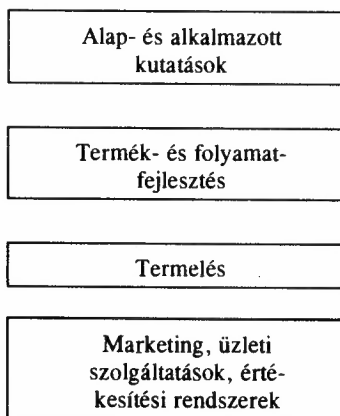 Alap- és alkalmazott
kutatások
Termék- és folyamat-
fejlesztés
Termelés
Marketing, üzleti
szolgáltatások, érté-
kesítési rendszerek